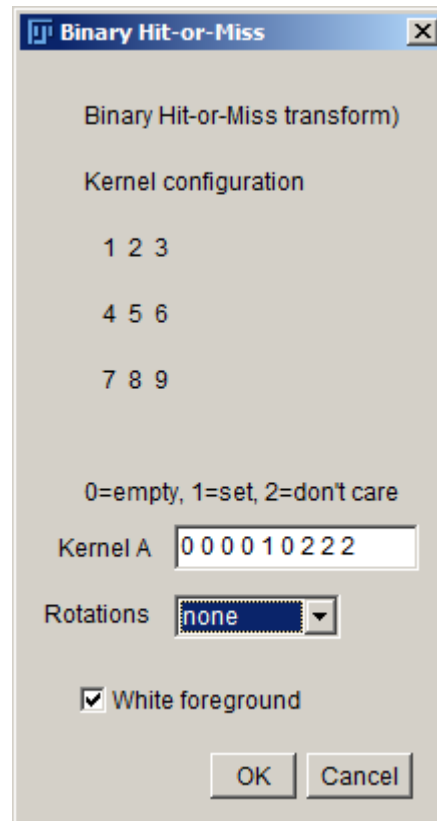 Binary Hit-or-Miss
Binary Hit-or-Miss transform)
Kernel configuration
1 2 3
4 5 6
7 8 9
0=empty, 1=set, 2=don't care
Kernel A 0 0 0 0 1 0 2 2 2
Rotations none
White foreground
OK Cancel